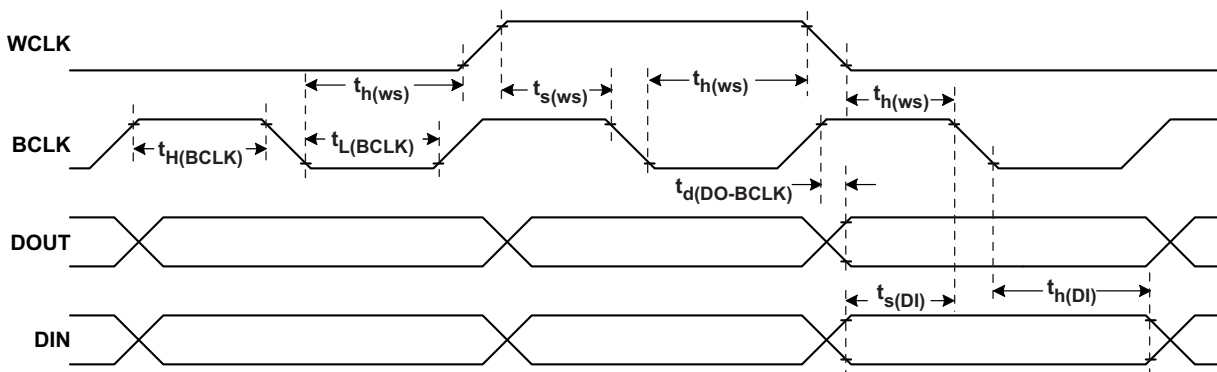 WCLK
t_h(ws)
t_s(ws)
t_h(ws)
t_h(ws)
BCLK
t_H(BCLK)
t_L(BCLK)
t_d(DO-BCLK)
DOUT
t_s(DI)
t_h(DI)
DIN